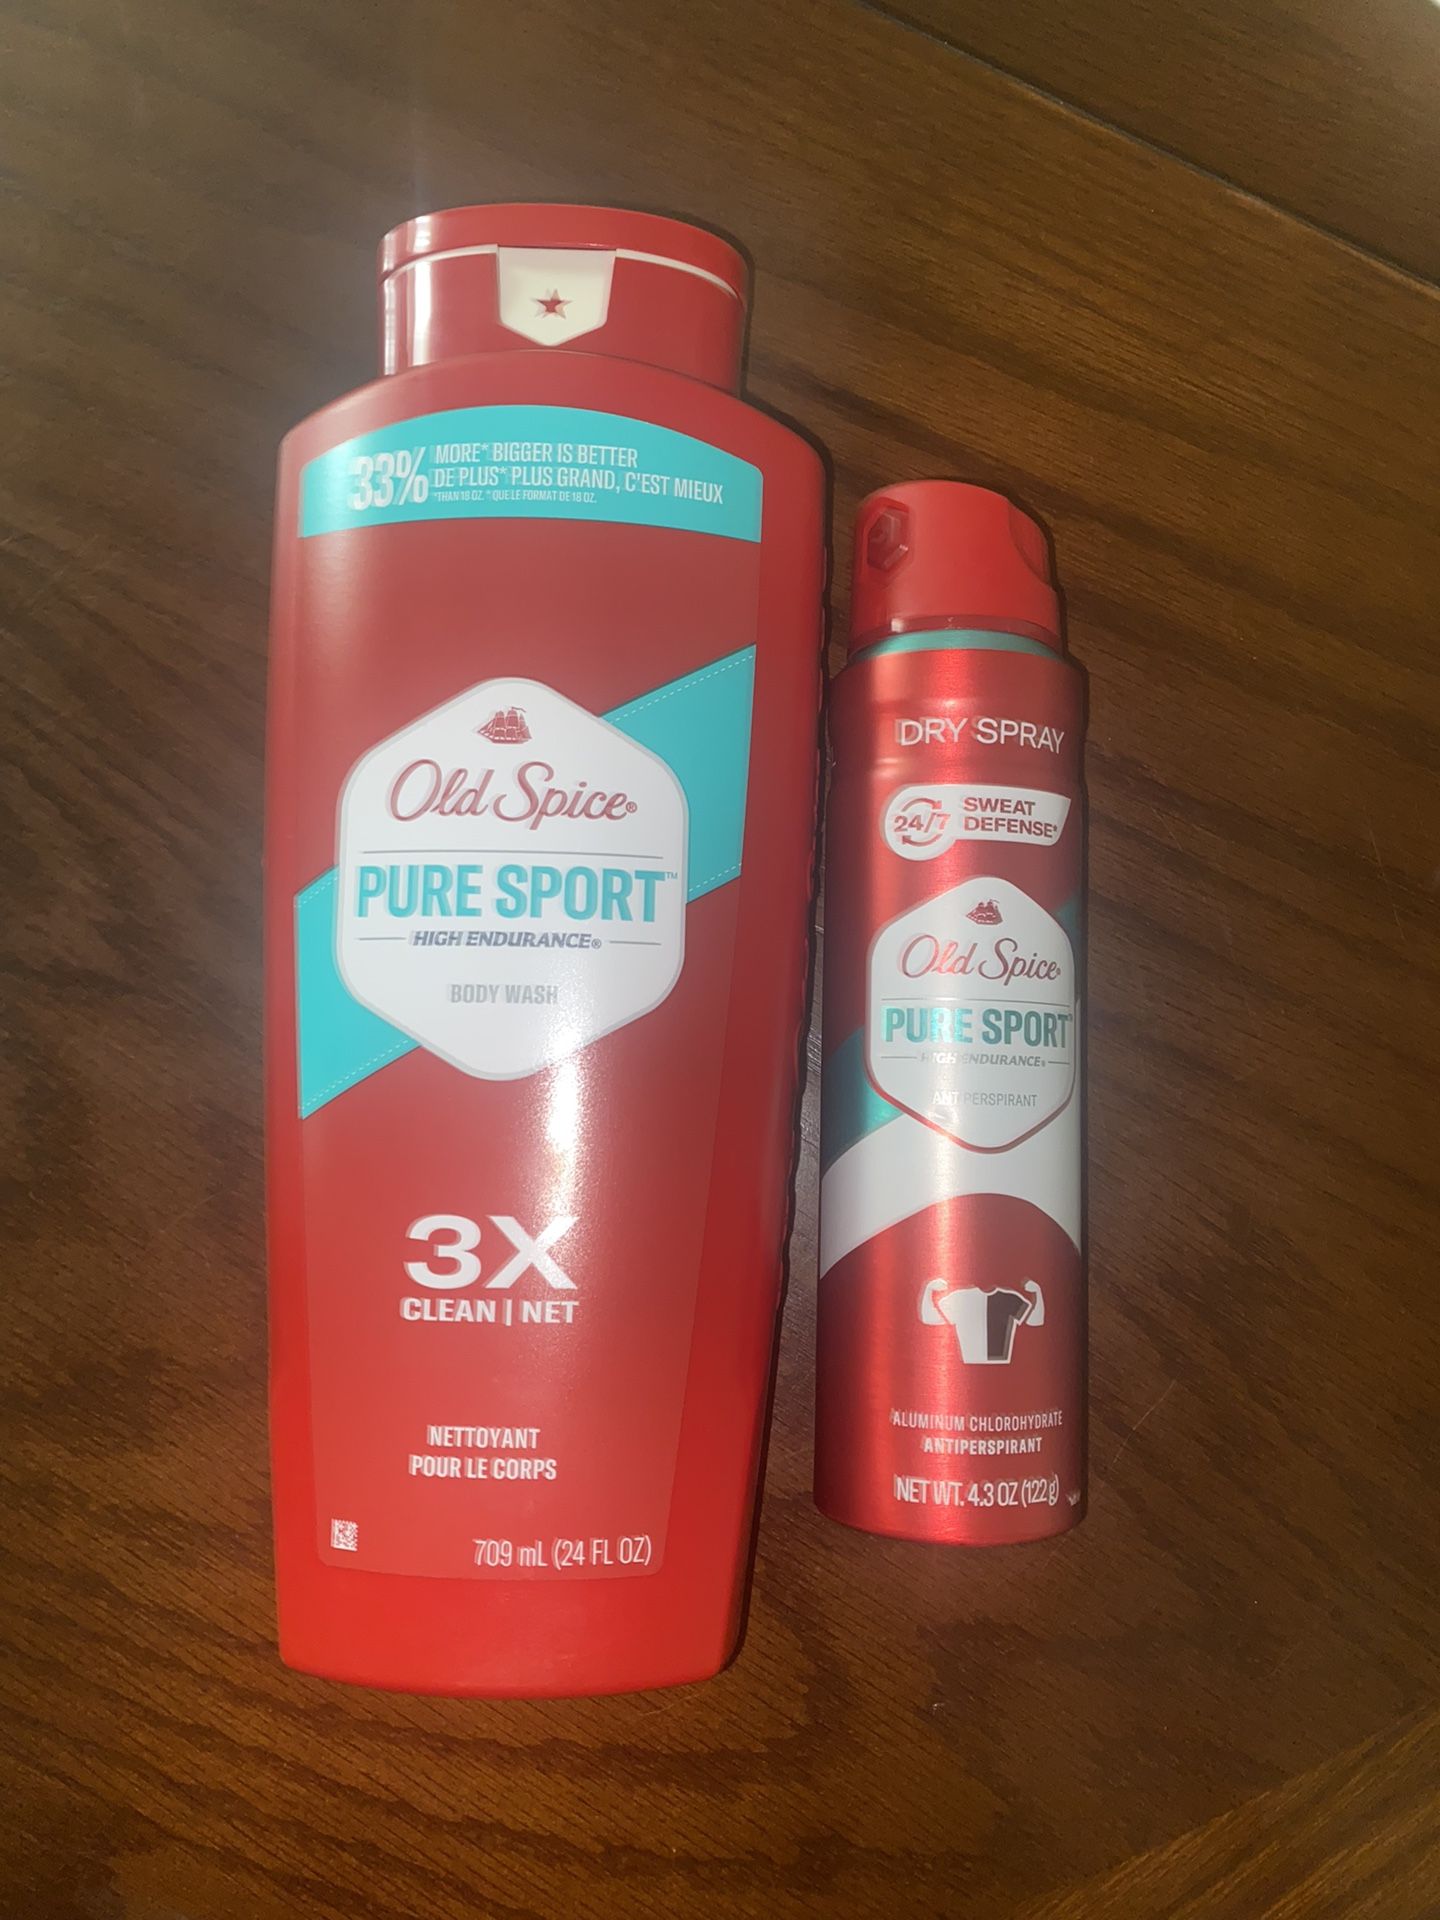 33%
MORE* BIGGER IS BETTER
DE PLUS* PLUS GRAND, C'EST MIEUX
*THAN 18 OZ. * QUE LE FORMAT DE 18 OZ.
Old Spice®
PURE SPORT™
HIGH ENDURANCE®
BODY WASH
3X
CLEAN | NET
NETTOYANT
POUR LE CORPS
709 mL (24 FL OZ)
DRY SPRAY
24/7
SWEAT
DEFENSE*
Old Spice®
PURE SPORT™
HIGH ENDURANCE®
ANTIPERSPIRANT
ALUMINUM CHLOROHYDRATE
ANTIPERSPIRANT
NET WT. 4.3 OZ (122 g)